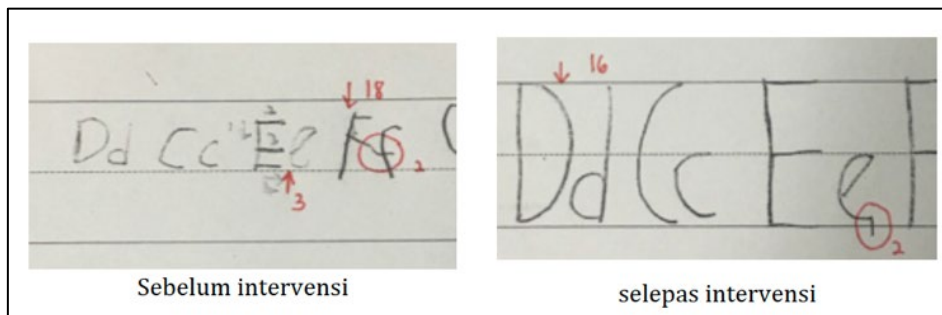 18
Dd Cc Ee Ff
2
3
Sebelum intervensi
16
Dd Cc Ee F
2
selepas intervensi